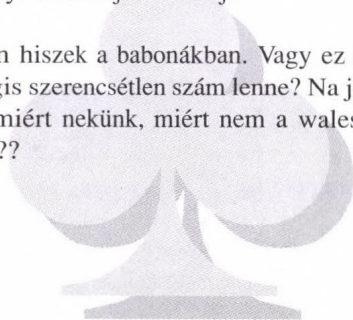 n hiszek a babonákban. Vagy ez
gis szerencsétlen szám lenne? Na j
miért nekünk, miért nem a wales
??